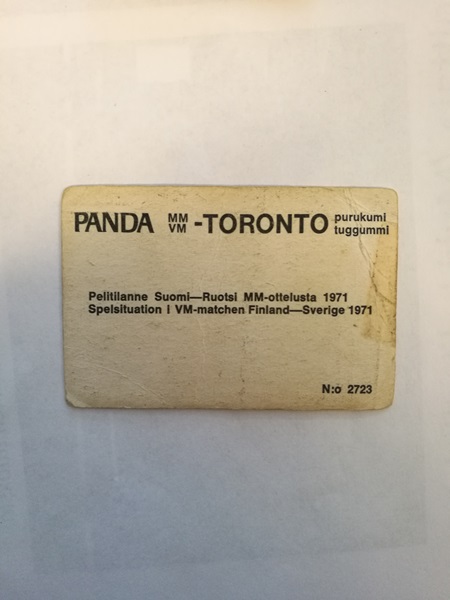 PANDA MM VM -TORONTO purukumi tuggummi
Pelitilanne Suomi—Ruotsi MM-ottelusta 1971
Spelsituation i VM-matchen Finland—Sverige 1971
N:o 2723